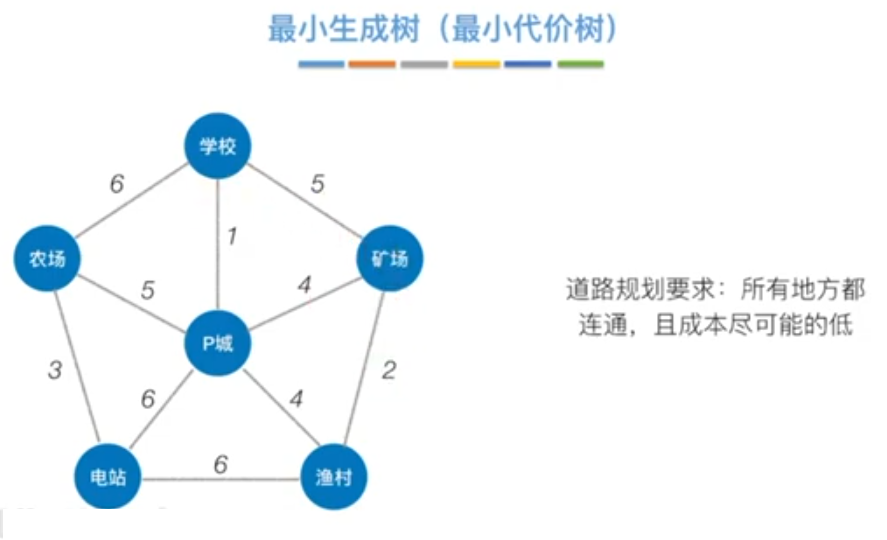 最小生成树（最小代价树）
学校
6
5
1
农场
矿场
5
4
道路规划要求：所有地方都
连通，且成本尽可能的低
P城
3
2
6
4
6
电站
渔村